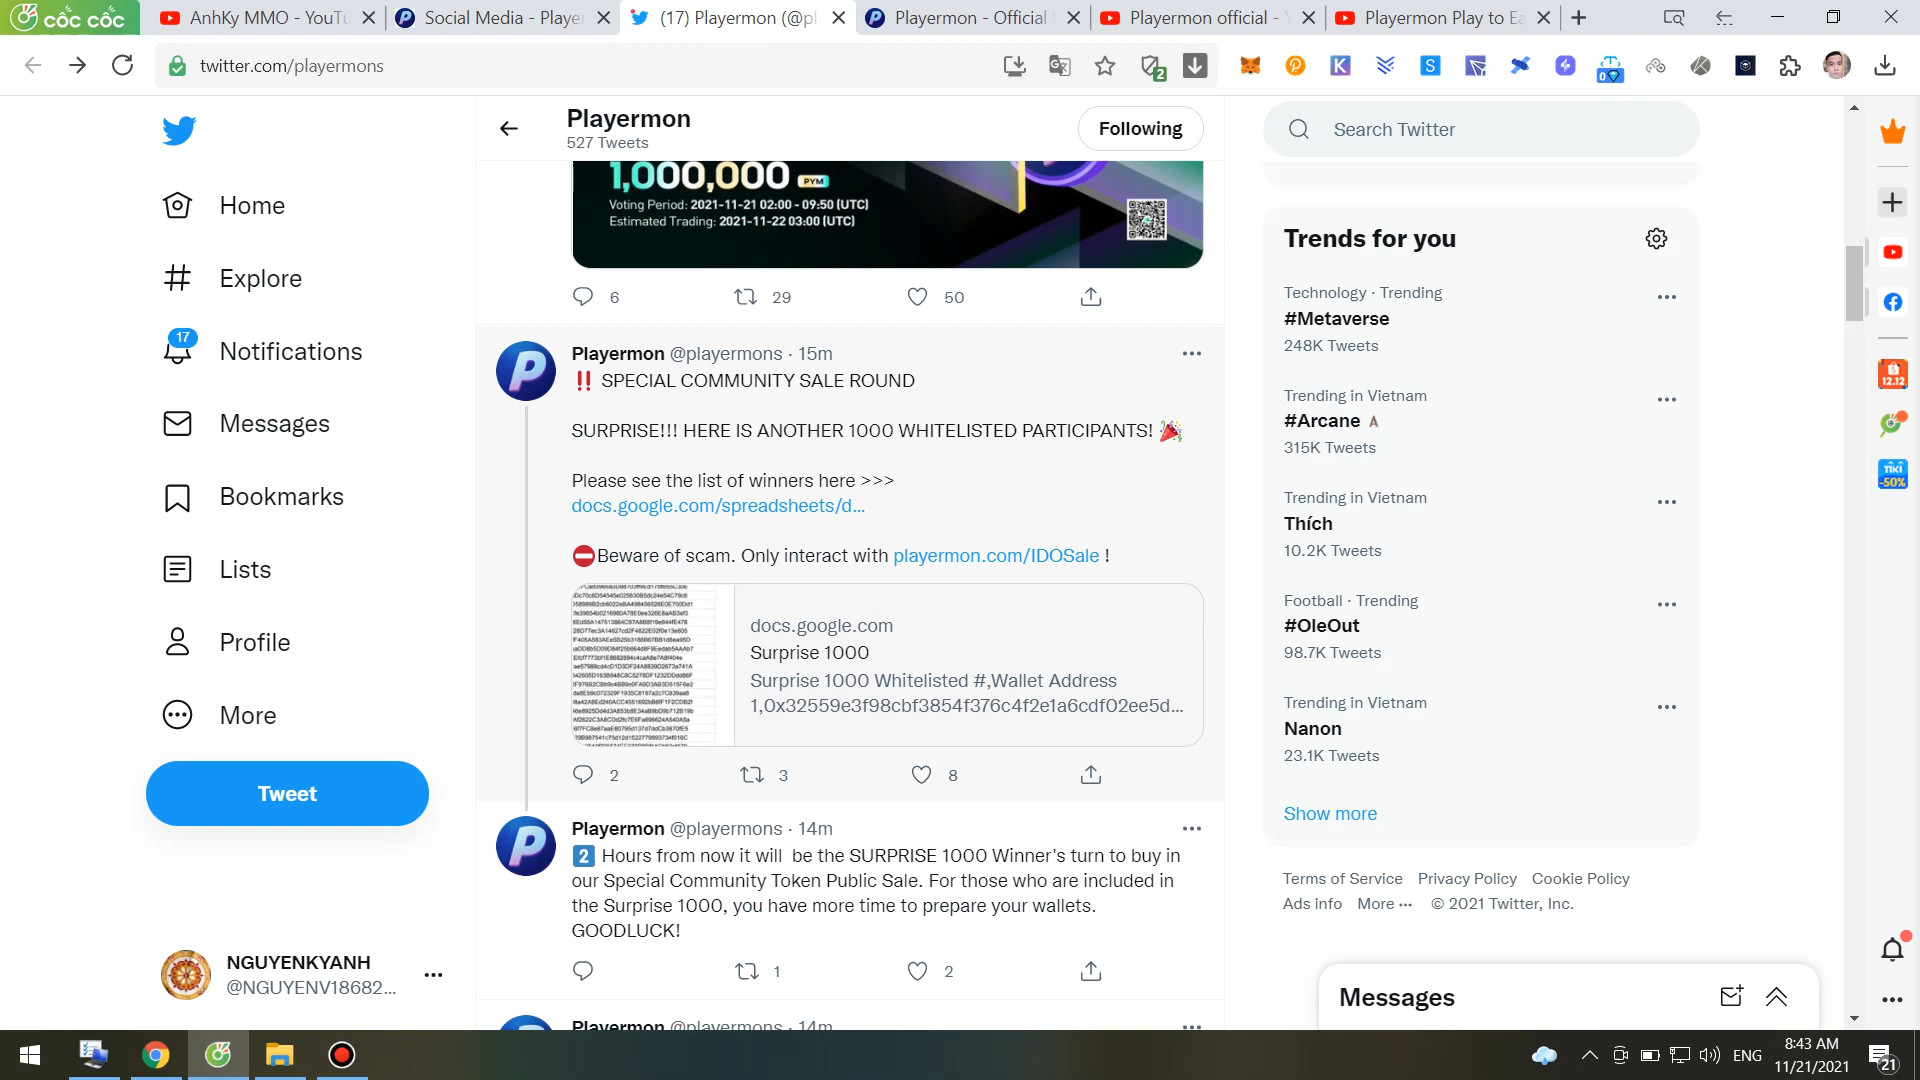 cốc cốc
AnhKy MMO - YouTu
Social Media - Player
(17) Playermon (@pl
Playermon - Official
Playermon official - Y
Playermon Play to Ea
twitter.com/playermons
2
0
Playermon
527 Tweets
Following
Search Twitter
Home
Explore
17
Notifications
Messages
Bookmarks
Lists
Profile
More
Tweet
NGUYENKYANH
@NGUYENV18682...
1,000,000 PYM
Voting Period: 2021-11-21 02:00 - 09:50 (UTC)
Estimated Trading: 2021-11-22 03:00 (UTC)
6 29 50
Playermon @playermons · 15m
‼️ SPECIAL COMMUNITY SALE ROUND
SURPRISE!!! HERE IS ANOTHER 1000 WHITELISTED PARTICIPANTS! 🎉
Please see the list of winners here >>>
docs.google.com/spreadsheets/d...
⛔Beware of scam. Only interact with playermon.com/IDOSale !
docs.google.com
Surprise 1000
Surprise 1000 Whitelisted #,Wallet Address
1,0x32559e3f98cbf3854f376c4f2e1a6cdf02ee5d...
2 3 8
Playermon @playermons · 14m
2️⃣ Hours from now it will  be the SURPRISE 1000 Winner's turn to buy in
our Special Community Token Public Sale. For those who are included in
the Surprise 1000, you have more time to prepare your wallets.
GOODLUCK!
1 2
Playermon @playermons · 14m
Trends for you
Technology · Trending
#Metaverse
248K Tweets
Trending in Vietnam
#Arcane
315K Tweets
Trending in Vietnam
Thích
10.2K Tweets
Football · Trending
#OleOut
98.7K Tweets
Trending in Vietnam
Nanon
23.1K Tweets
Show more
Terms of Service Privacy Policy Cookie Policy
Ads info More ··· © 2021 Twitter, Inc.
Messages
12.12
TIKI
-50%
ENG
8:43 AM
11/21/2021
21